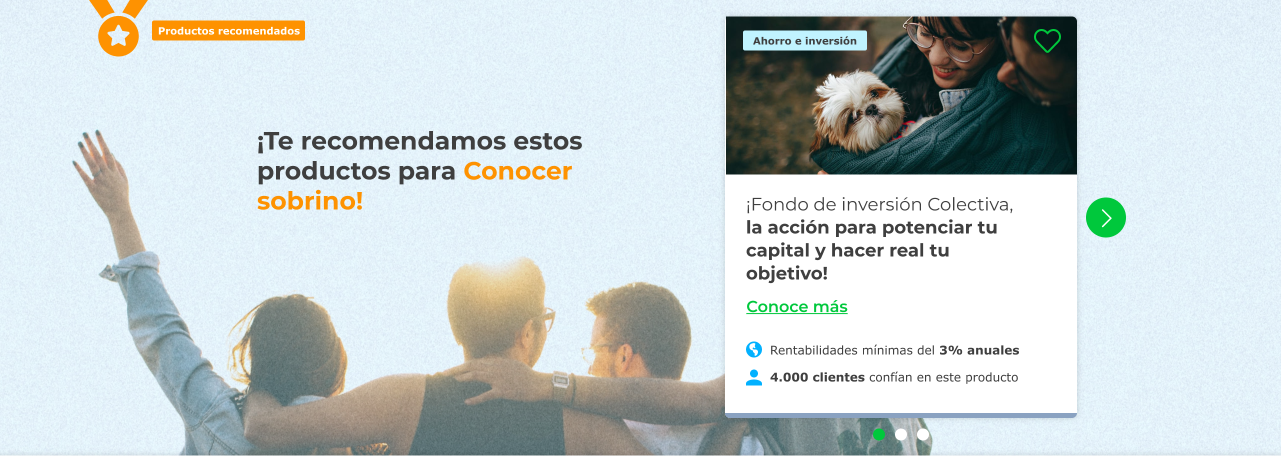 Productos recomendados
¡Te recomendamos estos
productos para Conocer
sobrino!
Ahorro e inversión
¡Fondo de inversión Colectiva,
la acción para potenciar tu
capital y hacer real tu
objetivo!
Conoce más
Rentabilidades mínimas del 3% anuales
4.000 clientes confían en este producto